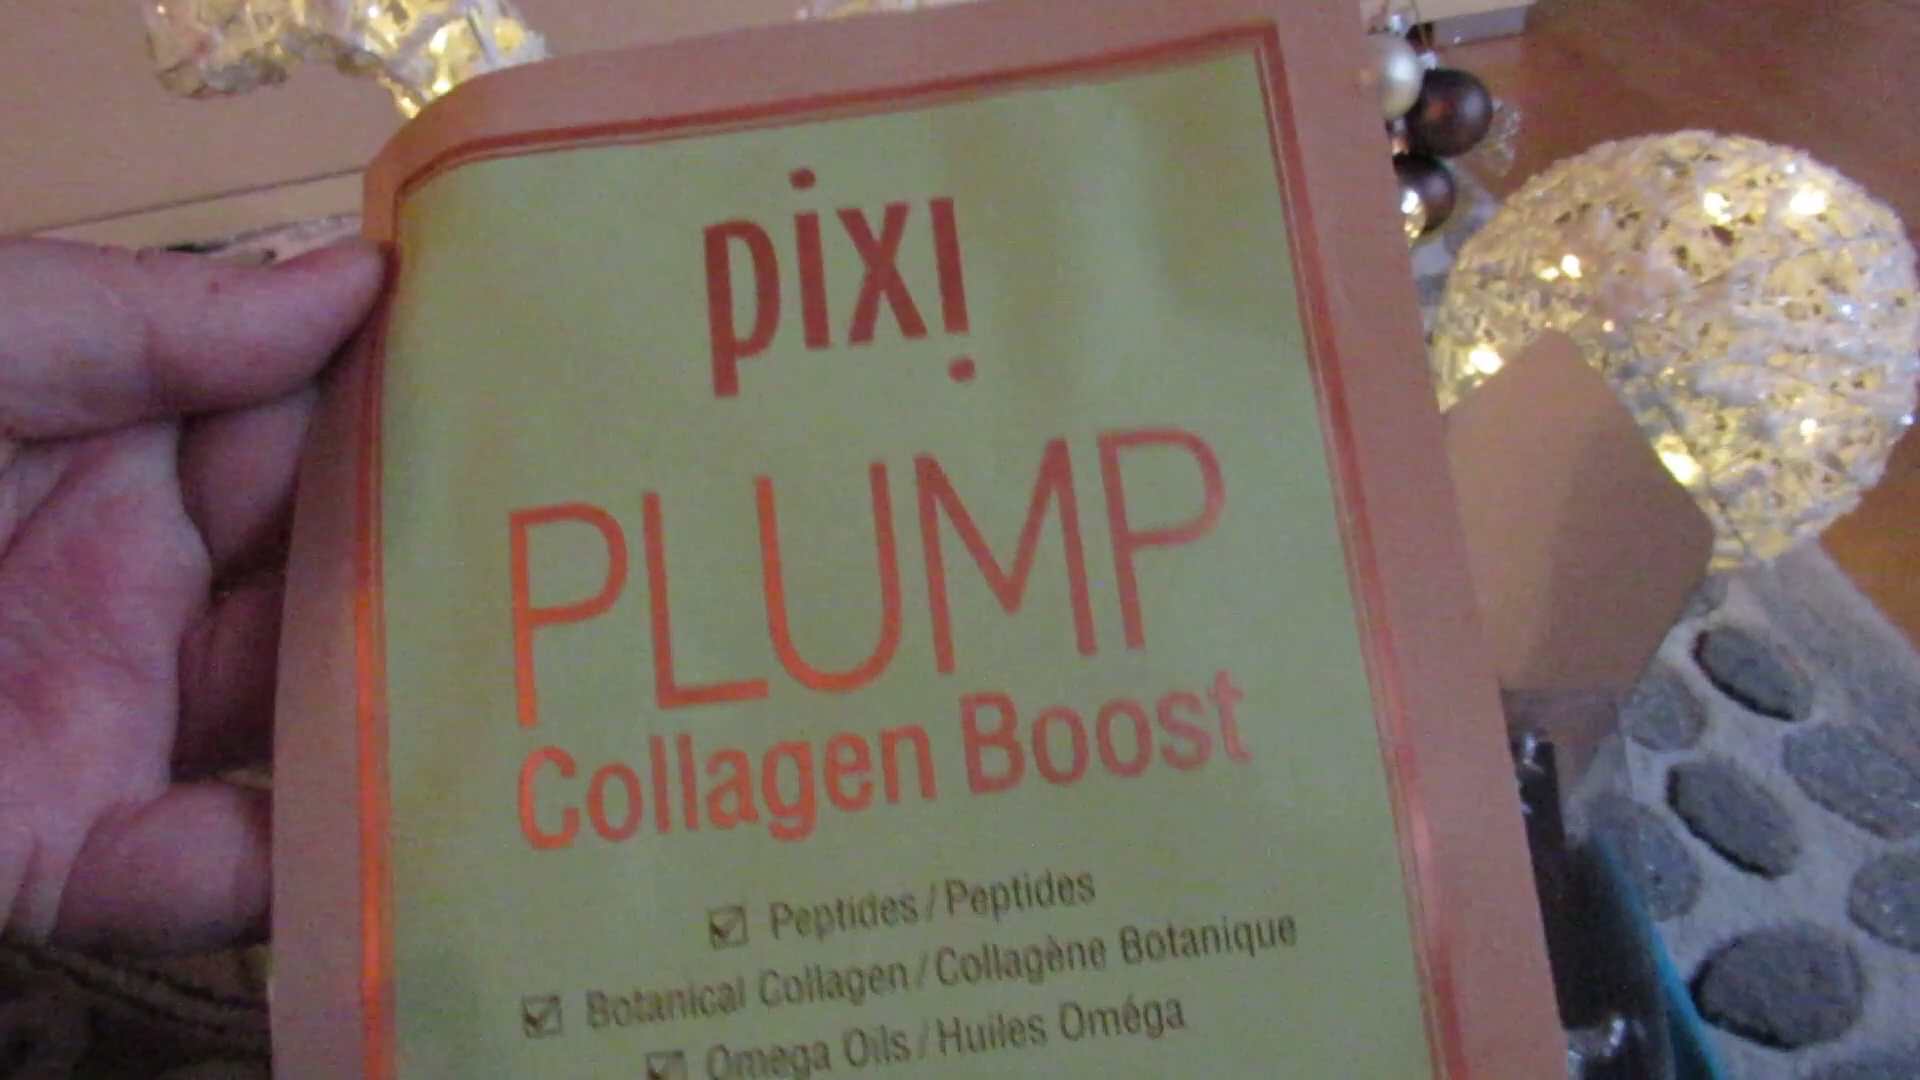 pixi
PLUMP
Collagen Boost
☑ Peptides / Peptides
☑ Botanical Collagen / Collagène Botanique
☑ Omega Oils / Huiles Oméga